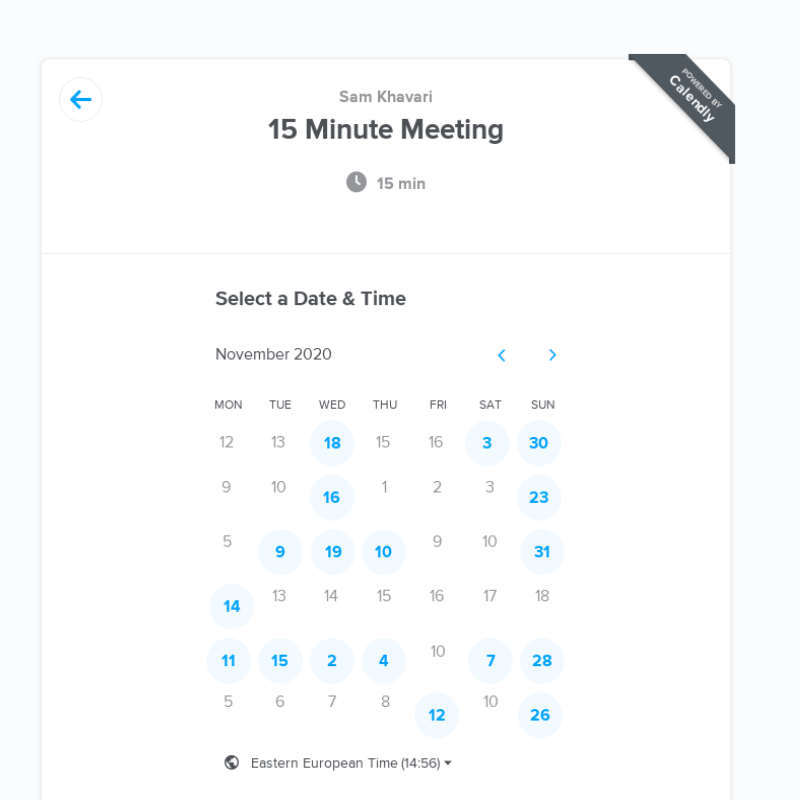 POWERED BY
Calendly
Sam Khavari
15 Minute Meeting
15 min
Select a Date & Time
November 2020
MON TUE WED THU FRI SAT SUN
12 13 18 15 16 3 30
9 10 16 1 2 3 23
5 9 19 10 9 10 31
14 13 14 15 16 17 18
11 15 2 4 10 7 28
5 6 7 8 12 10 26
Eastern European Time (14:56)